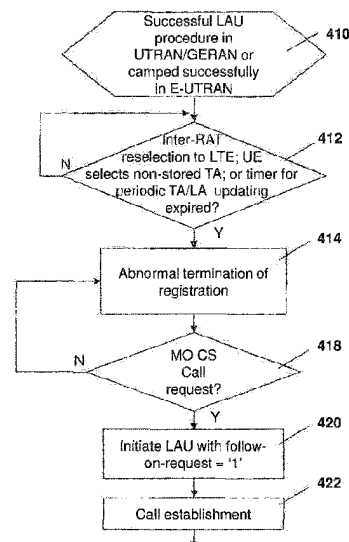 Successful LAU
procedure in
UTRAN/GERAN or
camped successfully
in E-UTRAN
410
Inter-RAT
reselection to LTE; UE
selects non-stored TA; or timer for
periodic TA/LA updating
expired?
412
N
Y
414
Abnormal termination of
registration
N
MO CS
Call
request?
418
Y
420
Initiate LAU with follow-
on-request = '1'
422
Call establishment